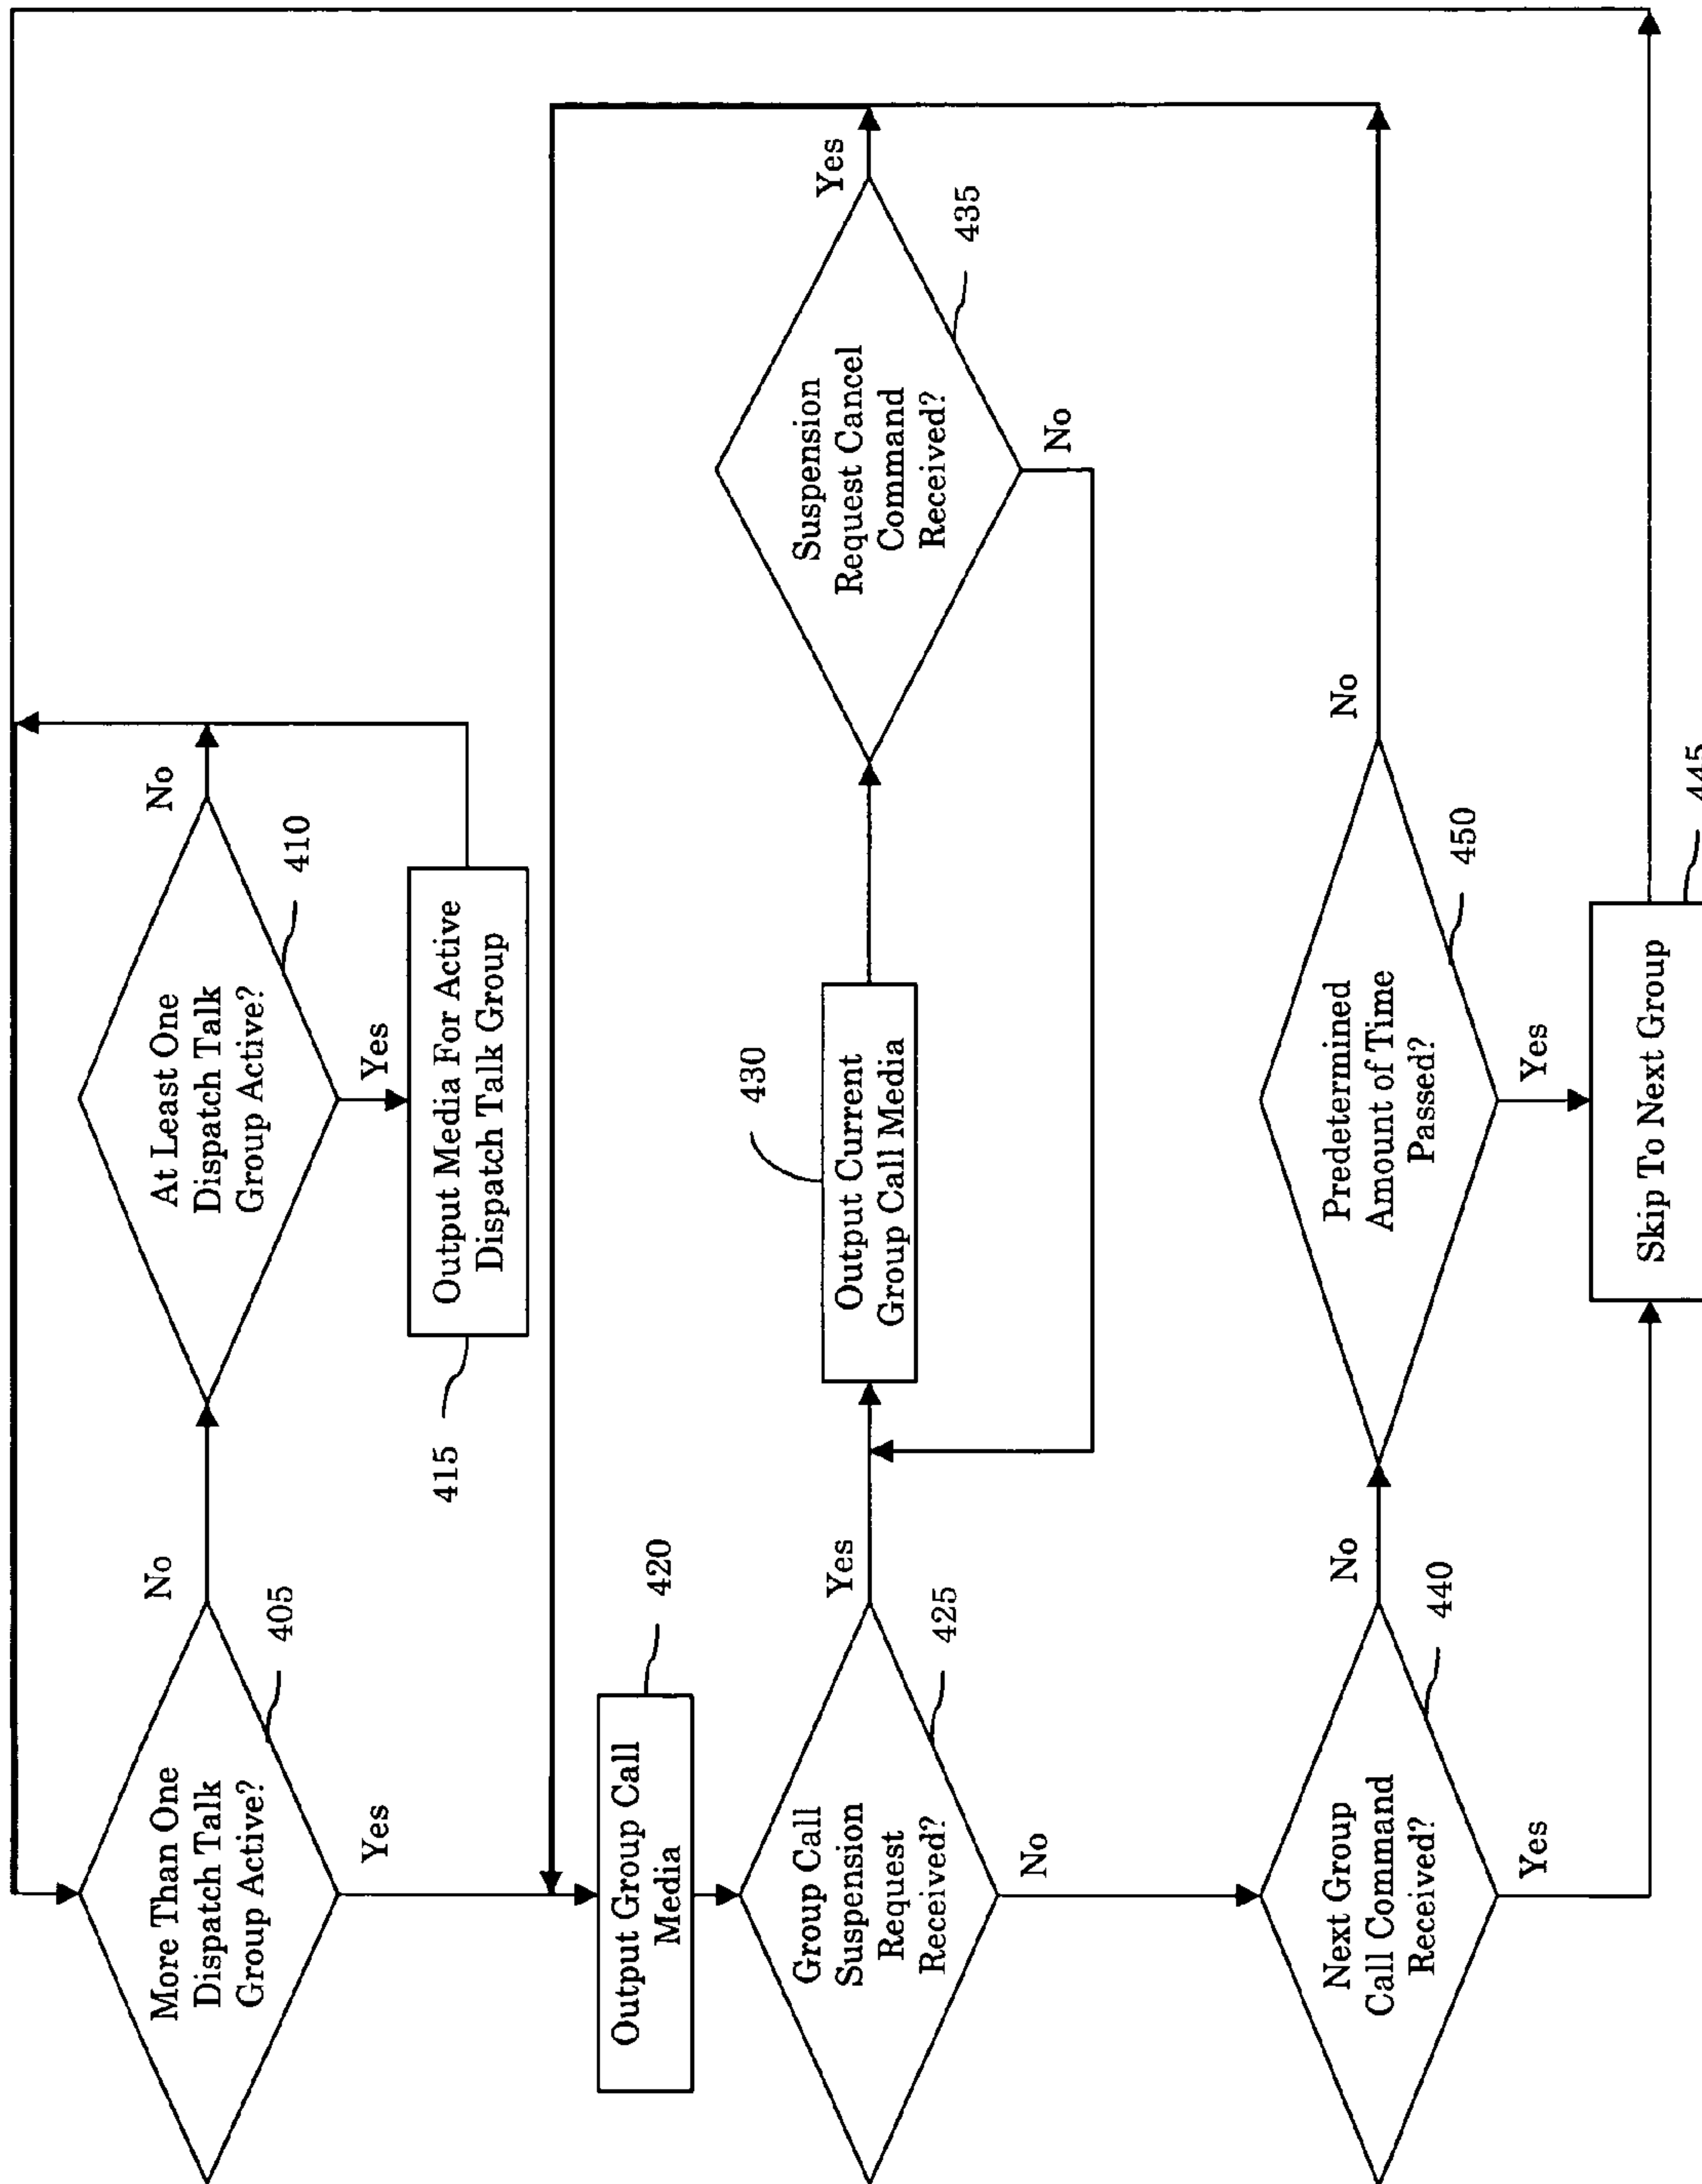 More Than One
Dispatch Talk
Group Active?
405
No
Yes
At Least One
Dispatch Talk
Group Active?
410
No
Yes
Output Media For Active
Dispatch Talk Group
415
Output Group Call
Media
420
Group Call
Suspension
Request
Received?
425
Yes
No
Output Current
Group Call Media
430
Suspension
Request Cancel
Command
Received?
435
Yes
No
Next Group
Call Command
Received?
440
No
Yes
Predetermined
Amount of Time
Passed?
450
No
Yes
Skip To Next Group
445